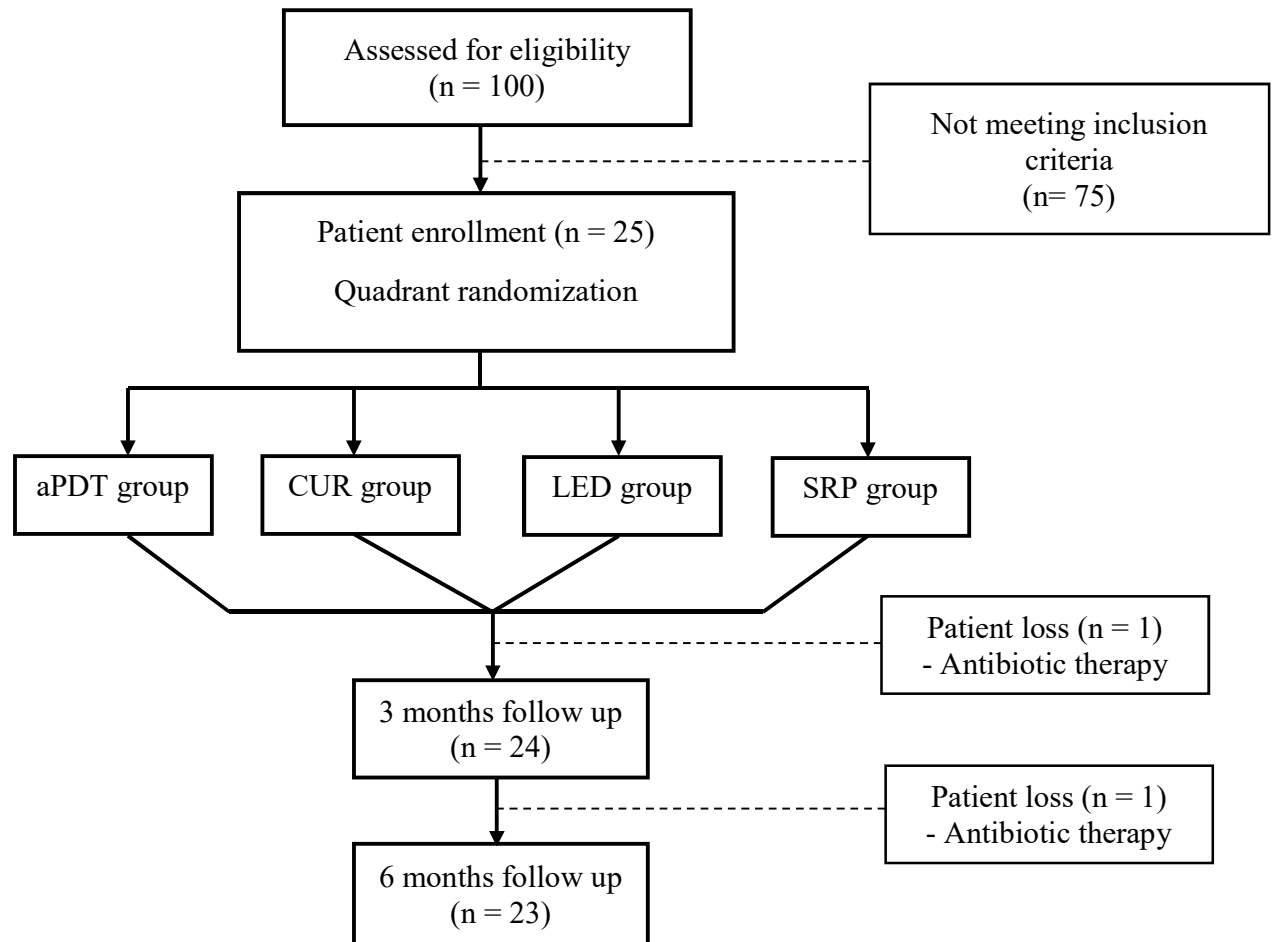 Assessed for eligibility
(n = 100)
Not meeting inclusion
criteria
(n= 75)
Patient enrollment (n = 25)
Quadrant randomization
aPDT group
CUR group
LED group
SRP group
Patient loss (n = 1)
- Antibiotic therapy
3 months follow up
(n = 24)
Patient loss (n = 1)
- Antibiotic therapy
6 months follow up
(n = 23)